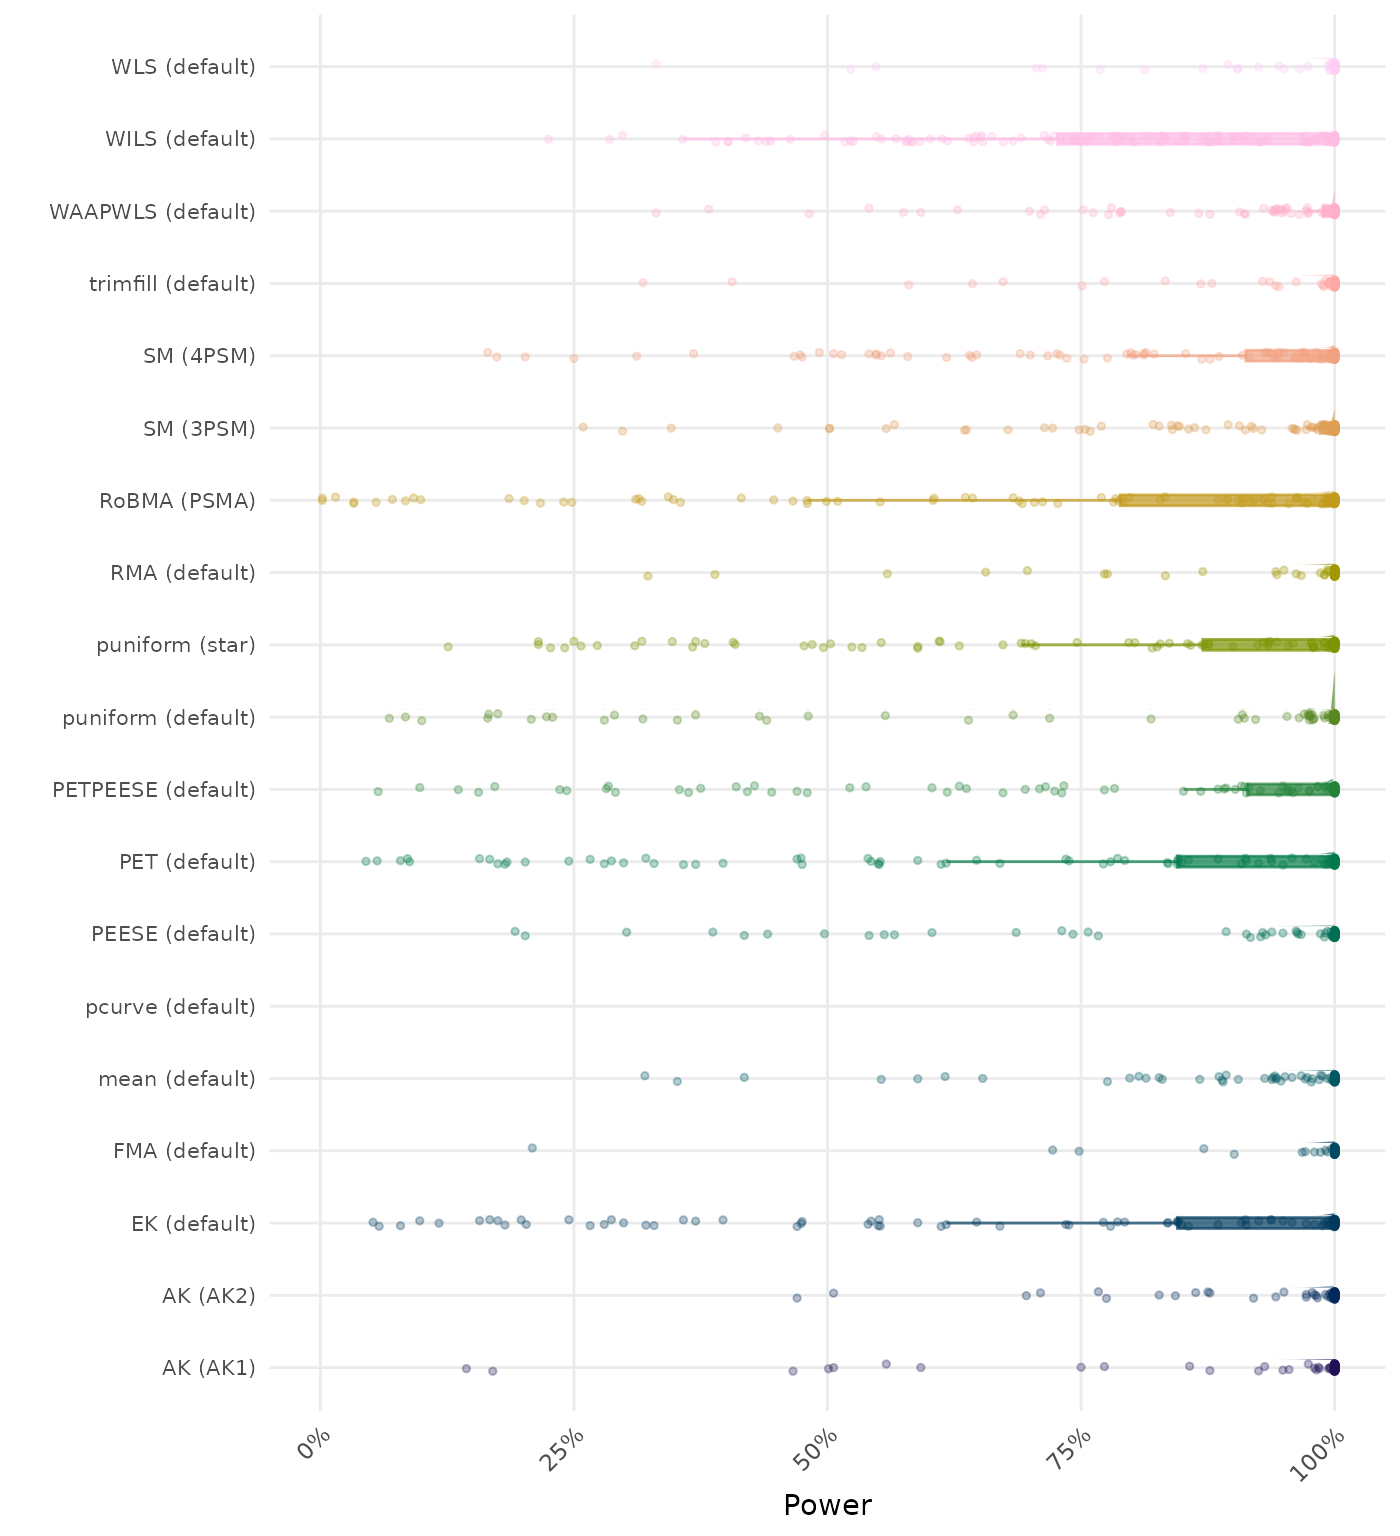 WLS (default)
WILS (default)
WAAPWLS (default)
trimfill (default)
SM (4PSM)
SM (3PSM)
RoBMA (PSMA)
RMA (default)
puniform (star)
puniform (default)
PETPEESE (default)
PET (default)
PEESE (default)
pcurve (default)
mean (default)
FMA (default)
EK (default)
AK (AK2)
AK (AK1)
0% 25% 50% 75% 100%
Power